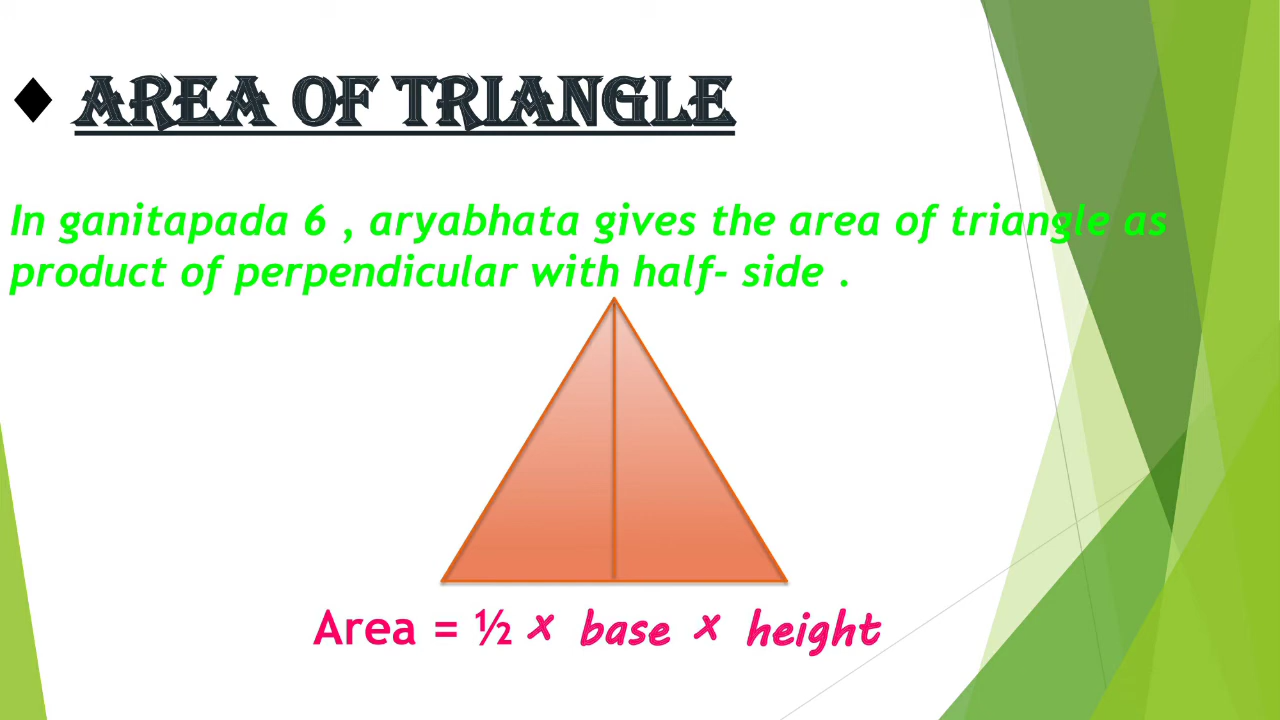 ♦ AREA OF TRIANGLE
In ganitapada 6 , aryabhata gives the area of triangle as
product of perpendicular with half- side .
Area = ½ × base × height